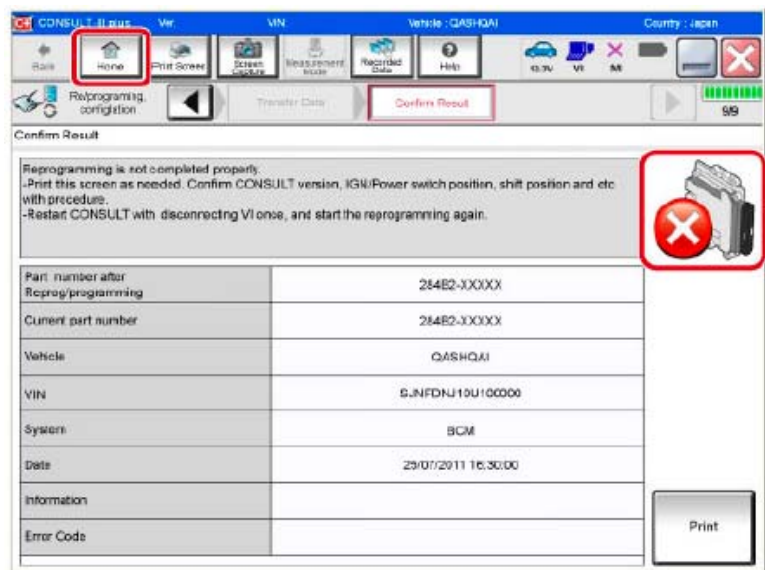 CONSULT-III plus Ver. VIN: Vehicle : QASHQAI Country : Japan
Back Home Print Screen Screen Capture Measurement Mode Recorded Data Help 13.7V VI MI
Re/programing, configration Transfer Data Confirm Result 9/9
Confirm Result
Reprogramming is not completed properly.
-Print this screen as needed. Confirm CONSULT version, IGN/Power switch position, shift position and etc
with procedure.
-Restart CONSULT with disconnecting VI once, and start the reprogramming again.
Part number after
Reprog/programming 284B2-XXXXX
Current part number 284B2-XXXXX
Vehicle QASHQAI
VIN SJNFDNJ10U100000
System BCM
Date 29/07/2011 16:30:00
Information
Error Code
Print